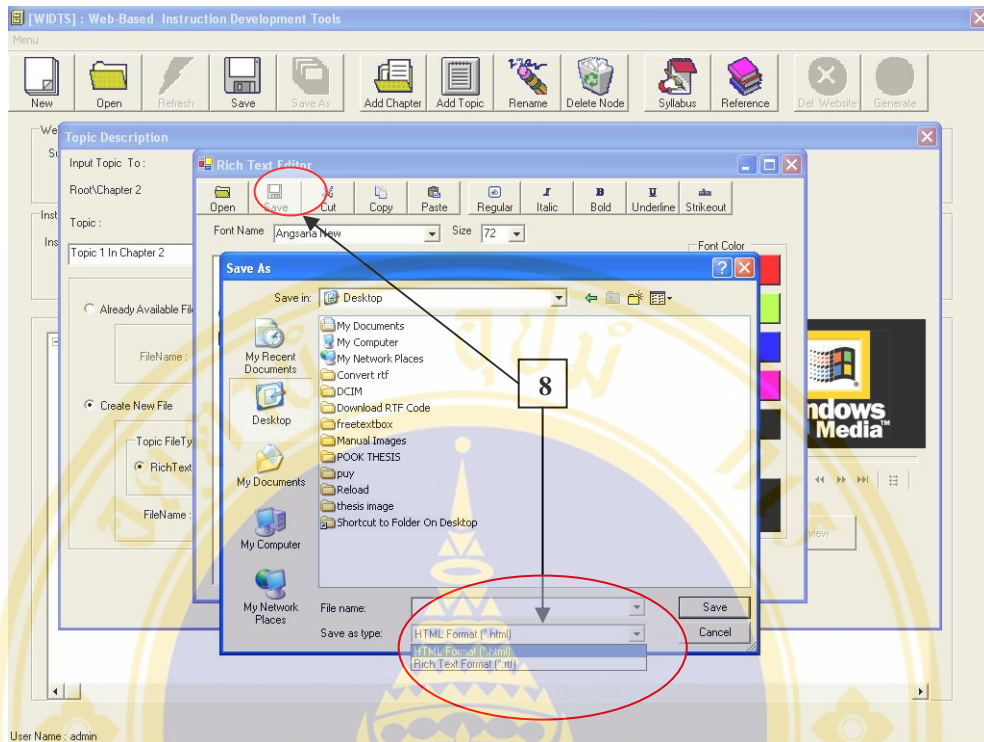 [WIDTS] : Web-Based Instruction Development Tools
Menu
New Open Refresh Save Save As Add Chapter Add Topic Rename Delete Node Syllabus Reference Del Website Generate
Topic Description
Input Topic To :
Root\Chapter 2
Topic :
Topic 1 In Chapter 2
Already Available
FileName :
Create New File
RichText
FileName :
Rich Text Editor
Open Save Cut Copy Paste Regular Italic Bold Underline Strikeout
Font Name Angsana New Size 72
Font Color
Save As
Save in: Desktop
My Recent Documents
Desktop
My Documents
My Computer
My Network Places
My Documents
My Computer
My Network Places
Convert rtf
DCIM
Download RTF Code
freetextbox
Manual Images
POOK THESIS
puy
Reload
thesis image
Shortcut to Folder On Desktop
8
File name:
Save
Save as type: HTML Format (*.html)
Cancel
HTML Format (*.html)
Rich Text Format (*.rtf)
Media™
User Name : admin